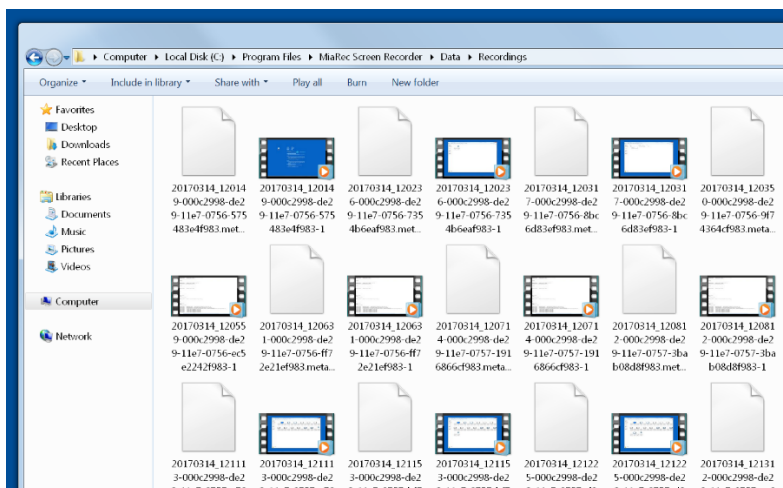 Computer ▸ Local Disk (C:) ▸ Program Files ▸ MiaRec Screen Recorder ▸ Data ▸ Recordings
Organize Include in library Share with Play all Burn New folder
Favorites
Desktop
Downloads
Recent Places
Libraries
Documents
Music
Pictures
Videos
Computer
Network
20170314_12014 20170314_12014 20170314_12023 20170314_12023 20170314_12031 20170314_12031 20170314_12035
9-000c2998-de2 9-000c2998-de2 6-000c2998-de2 6-000c2998-de2 7-000c2998-de2 7-000c2998-de2 0-000c2998-de2
9-11e7-0756-575 9-11e7-0756-575 9-11e7-0756-735 9-11e7-0756-735 9-11e7-0756-8bc 9-11e7-0756-8bc 9-11e7-0756-9f7
483e4f983.met... 483e4f983-1 4b6eaf983.met... 4b6eaf983-1 6d83ef983.met... 6d83ef983-1 4364cf983.meta...
20170314_12055 20170314_12063 20170314_12063 20170314_12071 20170314_12071 20170314_12081 20170314_12081
9-000c2998-de2 1-000c2998-de2 1-000c2998-de2 4-000c2998-de2 4-000c2998-de2 2-000c2998-de2 2-000c2998-de2
9-11e7-0756-ec5 9-11e7-0756-ff7 9-11e7-0756-ff7 9-11e7-0757-191 9-11e7-0757-191 9-11e7-0757-3ba 9-11e7-0757-3ba
e2242f983-1 2e21ef983.meta... 2e21ef983-1 6866cf983.meta... 6866cf983-1 b08d8f983.met... b08d8f983-1
20170314_12111 20170314_12111 20170314_12115 20170314_12115 20170314_12122 20170314_12122 20170314_12131
3-000c2998-de2 3-000c2998-de2 3-000c2998-de2 3-000c2998-de2 5-000c2998-de2 5-000c2998-de2 2-000c2998-de2